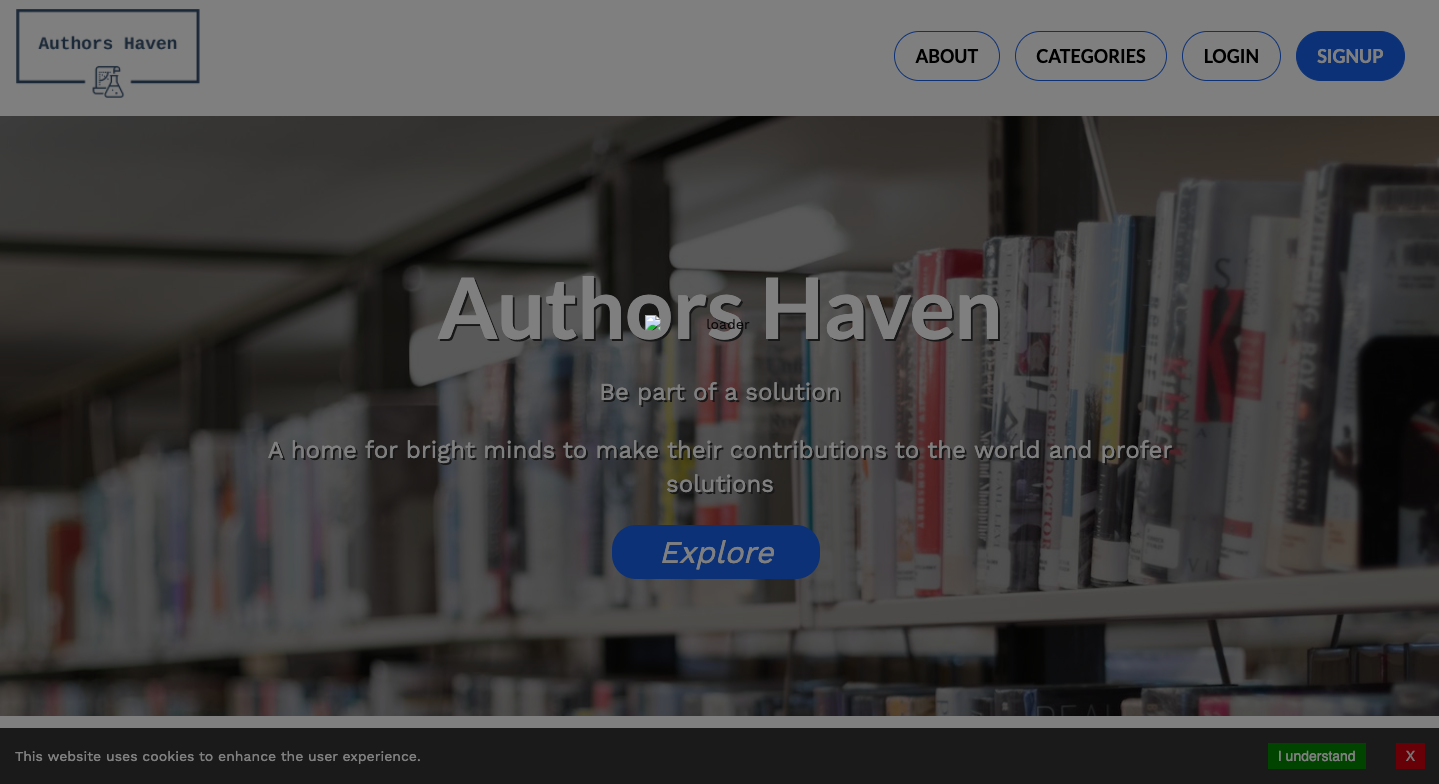 Authors Haven
ABOUT
CATEGORIES
LOGIN
SIGNUP
Authors Haven
loader
Be part of a solution
A home for bright minds to make their contributions to the world and profer
solutions
Explore
This website uses cookies to enhance the user experience.
I understand
X